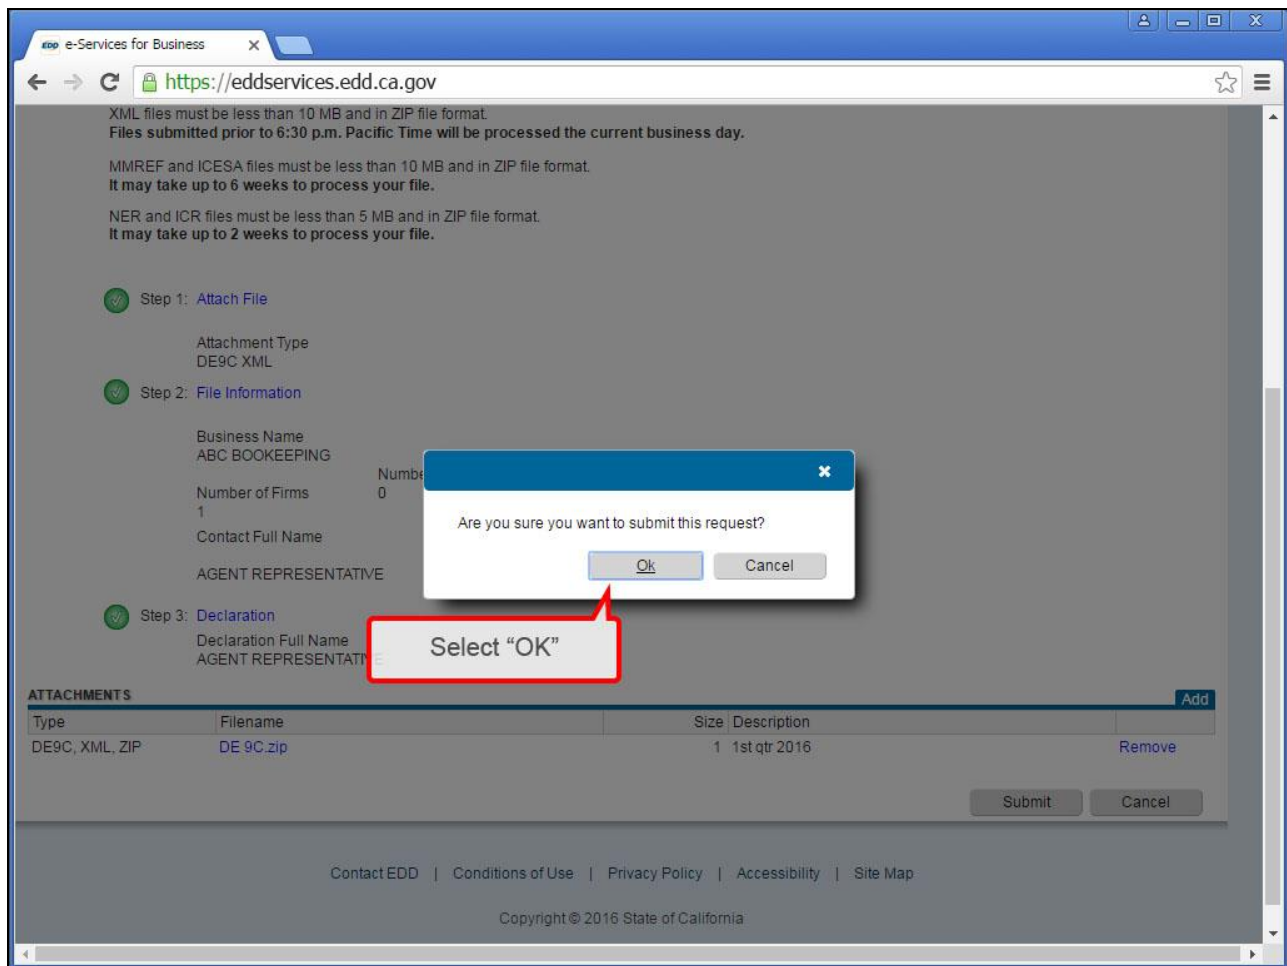 EDD e-Services for Business
https://eddservices.edd.ca.gov
XML files must be less than 10 MB and in ZIP file format.
Files submitted prior to 6:30 p.m. Pacific Time will be processed the current business day.
MMREF and ICESA files must be less than 10 MB and in ZIP file format.
It may take up to 6 weeks to process your file.
NER and ICR files must be less than 5 MB and in ZIP file format.
It may take up to 2 weeks to process your file.
Step 1: Attach File
Attachment Type
DE9C XML
Step 2: File Information
Business Name
ABC BOOKEEPING
Number of Firms 0
1
Contact Full Name
AGENT REPRESENTATIVE
Are you sure you want to submit this request?
Ok Cancel
Select “OK”
Step 3: Declaration
Declaration Full Name
AGENT REPRESENTATIVE
ATTACHMENTS Add
Type Filename Size Description
DE9C, XML, ZIP DE 9C.zip 1 1st qtr 2016 Remove
Submit Cancel
Contact EDD | Conditions of Use | Privacy Policy | Accessibility | Site Map
Copyright © 2016 State of California